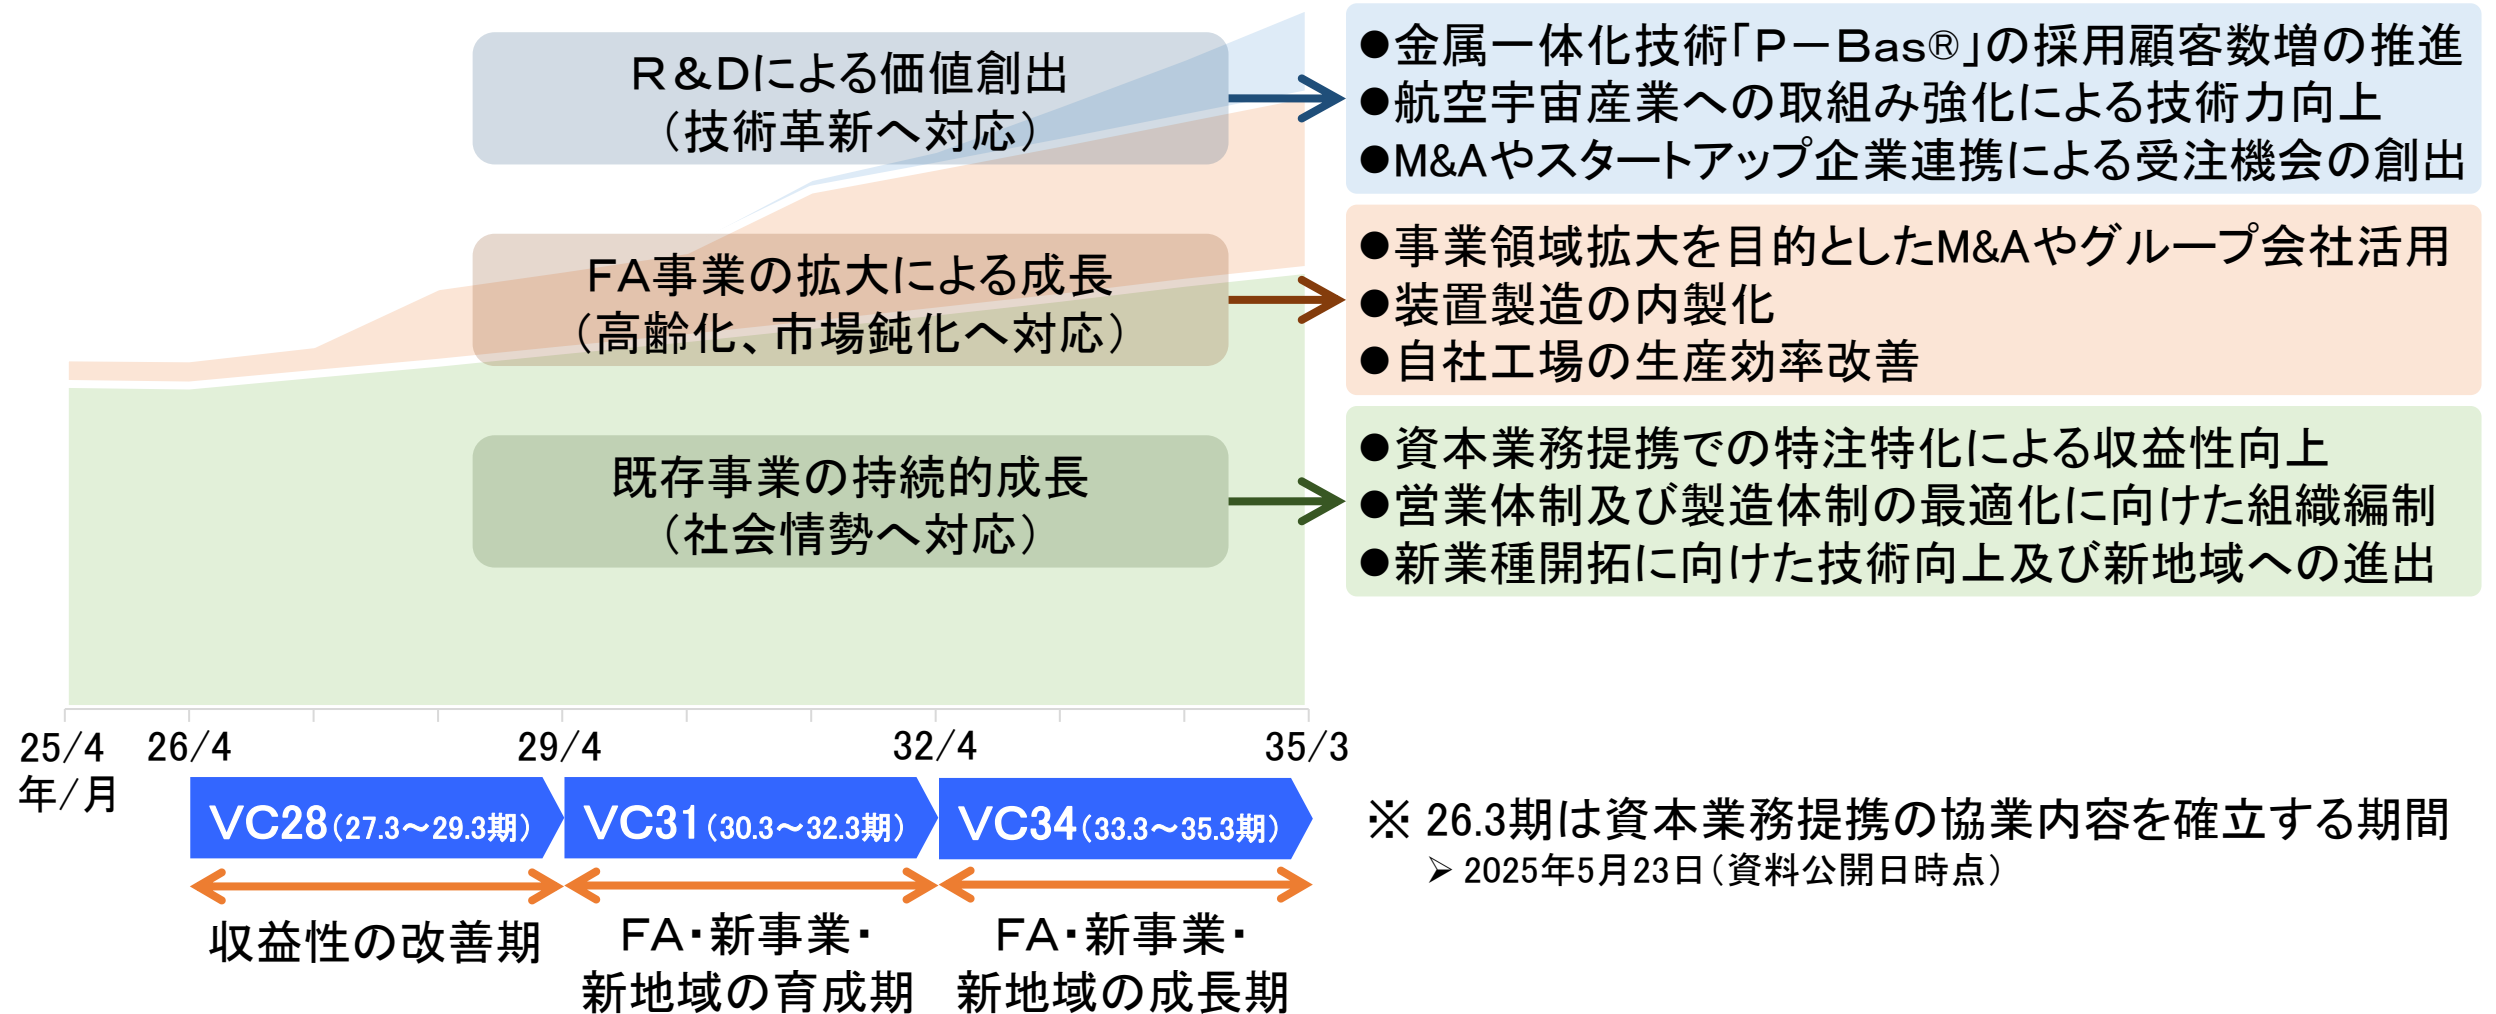 R&Dによる価値創出
（技術革新へ対応）
●金属一体化技術｢P－Bas®｣の採用顧客数増の推進
●航空宇宙産業への取組み強化による技術力向上
●M&Aやスタートアップ企業連携による受注機会の創出
FA事業の拡大による成長
（高齢化、市場鈍化へ対応）
●事業領域拡大を目的としたM&Aやグループ会社活用
●装置製造の内製化
●自社工場の生産効率改善
既存事業の持続的成長
（社会情勢へ対応）
●資本業務提携での特注特化による収益性向上
●営業体制及び製造体制の最適化に向けた組織編制
●新業種開拓に向けた技術向上及び新地域への進出
25/4
年/月
26/4
29/4
32/4
35/3
VC28（27.3～29.3期）
VC31（30.3～32.3期）
VC34（33.3～35.3期）
収益性の改善期
FA・新事業・
新地域の育成期
FA・新事業・
新地域の成長期
※ 26.3期は資本業務提携の協業内容を確立する期間
➢ 2025年5月23日（資料公開日時点）